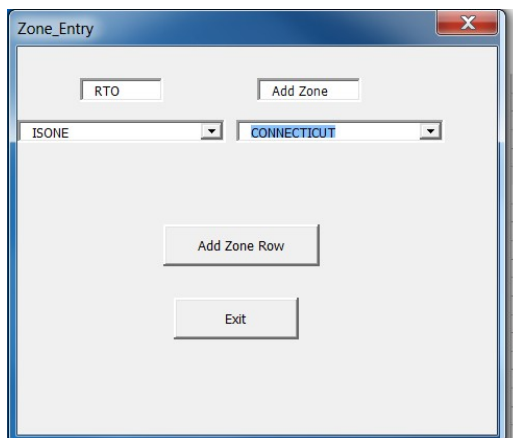 Zone_Entry
RTO
Add Zone
ISONE
CONNECTICUT
Add Zone Row
Exit